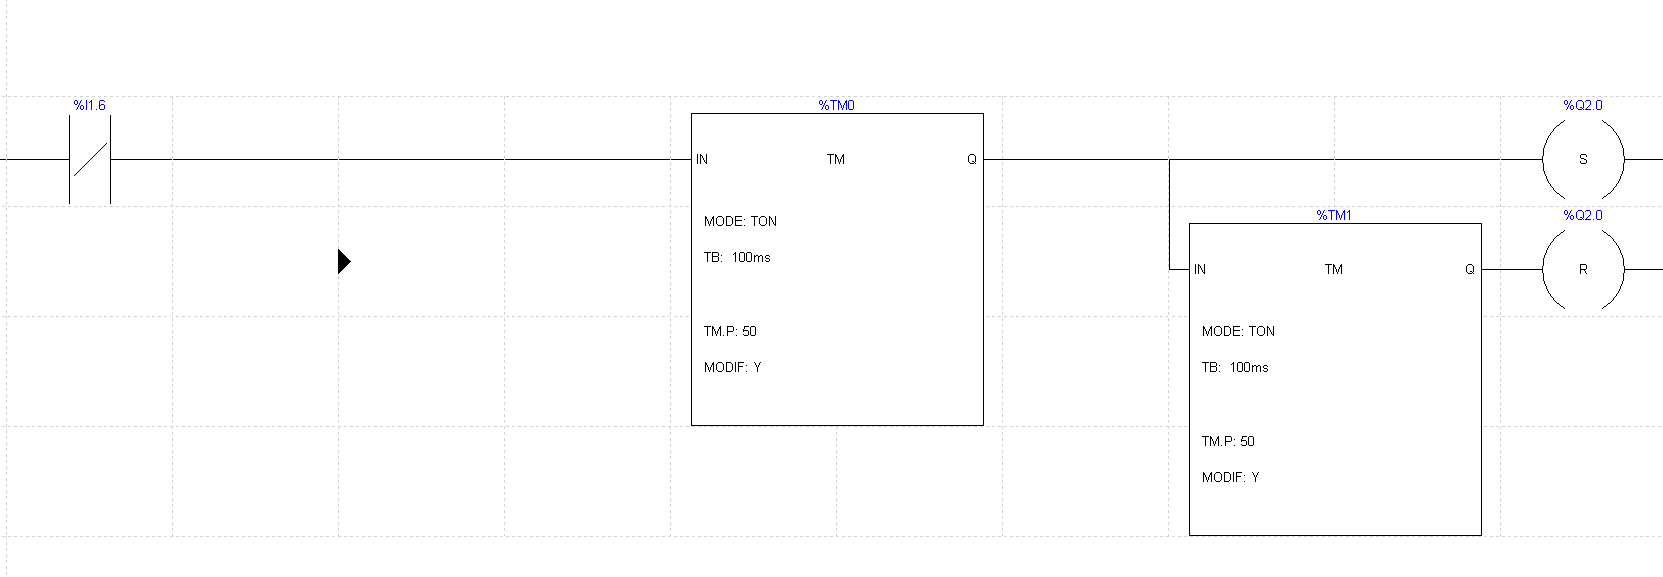 %I1.6
%TM0
%Q2.0
IN TM Q
S
MODE: TON
TB: 100ms
TM.P: 50
MODIF: Y
%TM1
%Q2.0
IN TM Q
R
MODE: TON
TB: 100ms
TM.P: 50
MODIF: Y